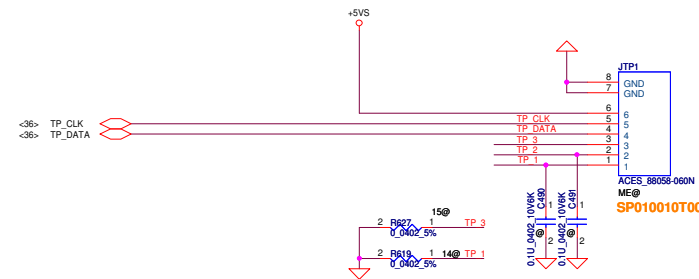 +5VS
JTP1
8 GND
7 GND
6 6
<36> TP_CLK TP_CLK 5 5
<36> TP_DATA TP_DATA 4 4
TP_3 3 3
TP_2 2 2
TP_1 1 1
ACES_88058-060N
ME@
SP010010T00
0.1U_0402_10V6K
@
C490
1
2
0.1U_0402_10V6K
@
C491
1
2
15@
2 R627 1 TP_3
0_0402_5%
2 R619 1 14@ TP_1
0_0402_5%